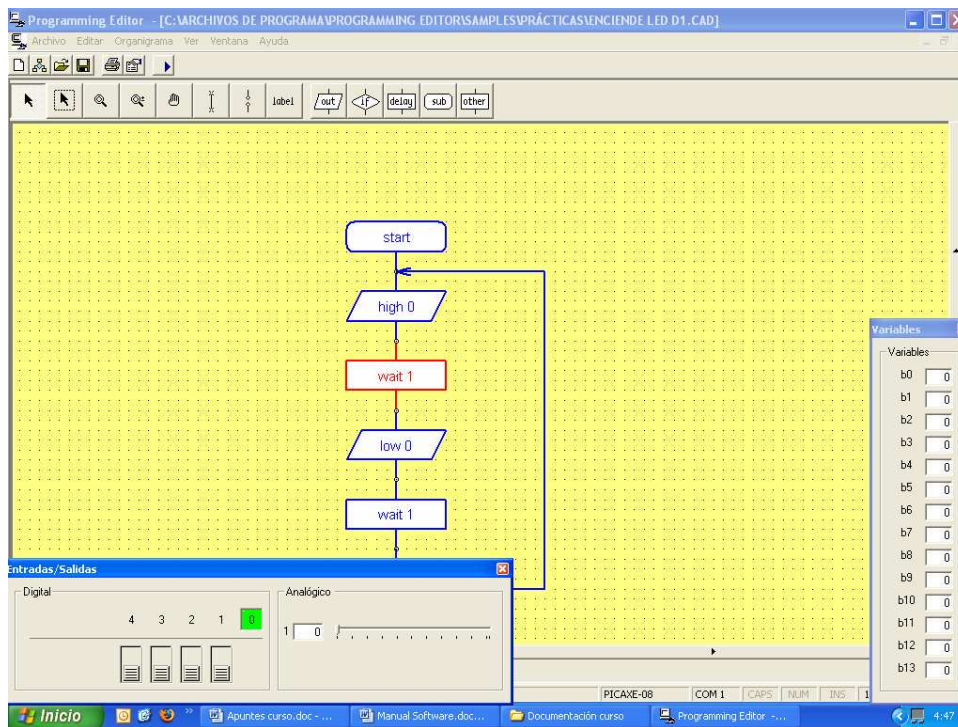 Programming Editor - [C:\ARCHIVOS DE PROGRAMA\PROGRAMMING EDITOR\SAMPLES\PRÁCTICAS\ENCIENDE LED D1.CAD]
Archivo Editar Organigrama Ver Ventana Ayuda
label out if delay sub other
start
high 0
wait 1
low 0
wait 1
Variables
Variables
b0 0
b1 0
b2 0
b3 0
b4 0
b5 0
b6 0
b7 0
b8 0
b9 0
b10 0
b11 0
b12 0
b13 0
Entradas/Salidas
Digital
4 3 2 1 0
Analógico
1 0
PICAXE-08 COM 1 CAPS NUM INS 1
Inicio Apuntes curso.doc - ... Manual Software.doc... Documentación curso Programming Editor -... 4:47